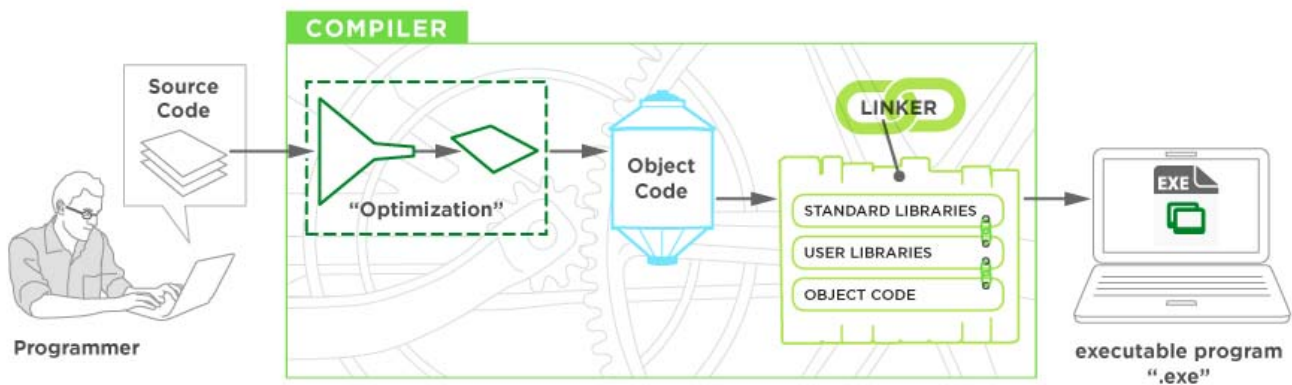 COMPILER
Source
Code
"Optimization"
Object
Code
LINKER
STANDARD LIBRARIES
USER LIBRARIES
OBJECT CODE
EXE
Programmer
executable program
".exe"